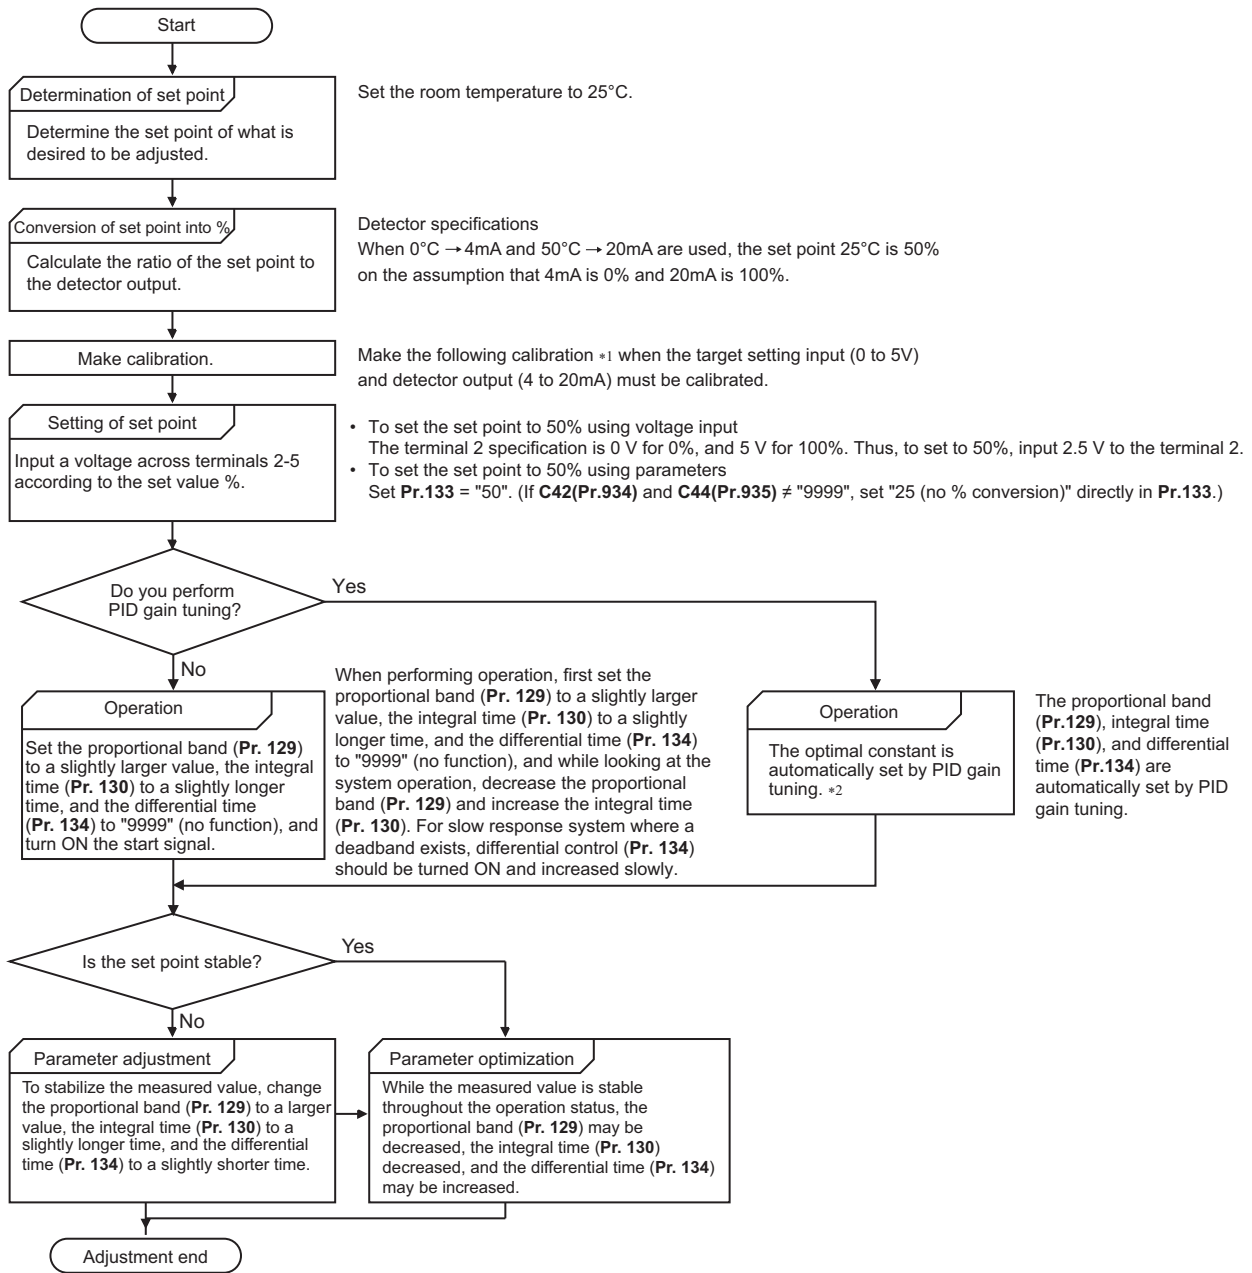 Start
Determination of set point
Determine the set point of what is
desired to be adjusted.
Set the room temperature to 25°C.
Conversion of set point into %
Calculate the ratio of the set point to
the detector output.
Detector specifications
When 0°C → 4mA and 50°C → 20mA are used, the set point 25°C is 50%
on the assumption that 4mA is 0% and 20mA is 100%.
Make calibration.
Make the following calibration *1 when the target setting input (0 to 5V)
and detector output (4 to 20mA) must be calibrated.
Setting of set point
Input a voltage across terminals 2-5
according to the set value %.
• To set the set point to 50% using voltage input
The terminal 2 specification is 0 V for 0%, and 5 V for 100%. Thus, to set to 50%, input 2.5 V to the terminal 2.
• To set the set point to 50% using parameters
Set Pr.133 = "50". (If C42(Pr.934) and C44(Pr.935) ≠ "9999", set "25 (no % conversion)" directly in Pr.133.)
Do you perform
PID gain tuning?
Yes
No
Operation
Set the proportional band (Pr. 129)
to a slightly larger value, the integral
time (Pr. 130) to a slightly longer
time, and the differential time
(Pr. 134) to "9999" (no function), and
turn ON the start signal.
When performing operation, first set the
proportional band (Pr. 129) to a slightly larger
value, the integral time (Pr. 130) to a slightly
longer time, and the differential time (Pr. 134)
to "9999" (no function), and while looking at the
system operation, decrease the proportional
band (Pr. 129) and increase the integral time
(Pr. 130). For slow response system where a
deadband exists, differential control (Pr. 134)
should be turned ON and increased slowly.
Operation
The optimal constant is
automatically set by PID gain
tuning. *2
The proportional band
(Pr.129), integral time
(Pr.130), and differential
time (Pr.134) are
automatically set by PID
gain tuning.
Is the set point stable?
Yes
No
Parameter adjustment
To stabilize the measured value, change
the proportional band (Pr. 129) to a larger
value, the integral time (Pr. 130) to a
slightly longer time, and the differential
time (Pr. 134) to a slightly shorter time.
Parameter optimization
While the measured value is stable
throughout the operation status, the
proportional band (Pr. 129) may be
decreased, the integral time (Pr. 130)
decreased, and the differential time (Pr. 134)
may be increased.
Adjustment end